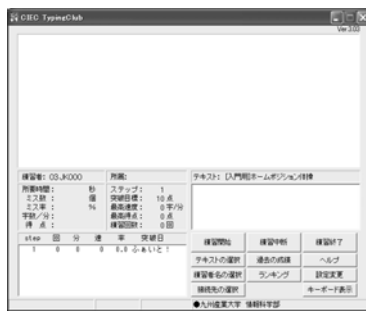 CIEC TypingClub
Ver 3.03
練習者: 03JK000
所属:
テキスト: [入門用]ホームポジション
所要時間: 秒
ミス数: 個
ミス率: %
字数/分:
得 点:
ステップ: 1
突破目標: 10 点
最高速度: 0 字/分
最高得点: 0 点
練習回数: 0 回
step 回 分 速 率 突破日
1 0 0 0 0.0 ふぁいと!
練習開始
練習中断
練習終了
テキストの選択
過去の成績
ヘルプ
練習者名の選択
ランキング
設定変更
接続先の選択
キーボード表示
●九州産業大学 情報科学部